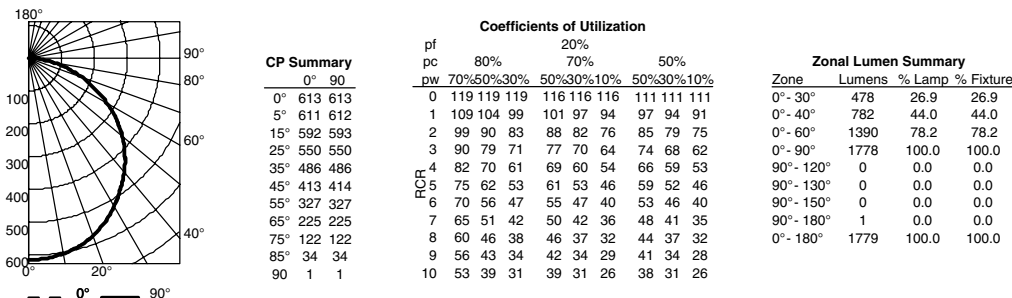 180°
90°
80°
60°
40°
100
200
300
400
500
600
0° 20°
0° 90°
CP Summary
0° 90
0° 613 613
5° 611 612
15° 592 593
25° 550 550
35° 486 486
45° 413 414
55° 327 327
65° 225 225
75° 122 122
85° 34 34
90 1 1
Coefficients of Utilization
pf 20%
pc 80% 70% 50%
pw 70%50%30% 50%30%10% 50%30%10%
RCR
0 119 119 119 116 116 116 111 111 111
1 109 104 99 101 97 94 97 94 91
2 99 90 83 88 82 76 85 79 75
3 90 79 71 77 70 64 74 68 62
4 82 70 61 69 60 54 66 59 53
5 75 62 53 61 53 46 59 52 46
6 70 56 47 55 47 40 53 46 40
7 65 51 42 50 42 36 48 41 35
8 60 46 38 46 37 32 44 37 32
9 56 43 34 42 34 29 41 34 28
10 53 39 31 39 31 26 38 31 26
Zonal Lumen Summary
Zone Lumens % Lamp % Fixture
0°- 30° 478 26.9 26.9
0°- 40° 782 44.0 44.0
0°- 60° 1390 78.2 78.2
0°- 90° 1778 100.0 100.0
90°- 120° 0 0.0 0.0
90°- 130° 0 0.0 0.0
90°- 150° 0 0.0 0.0
90°- 180° 1 0.0 0.0
0°- 180° 1779 100.0 100.0